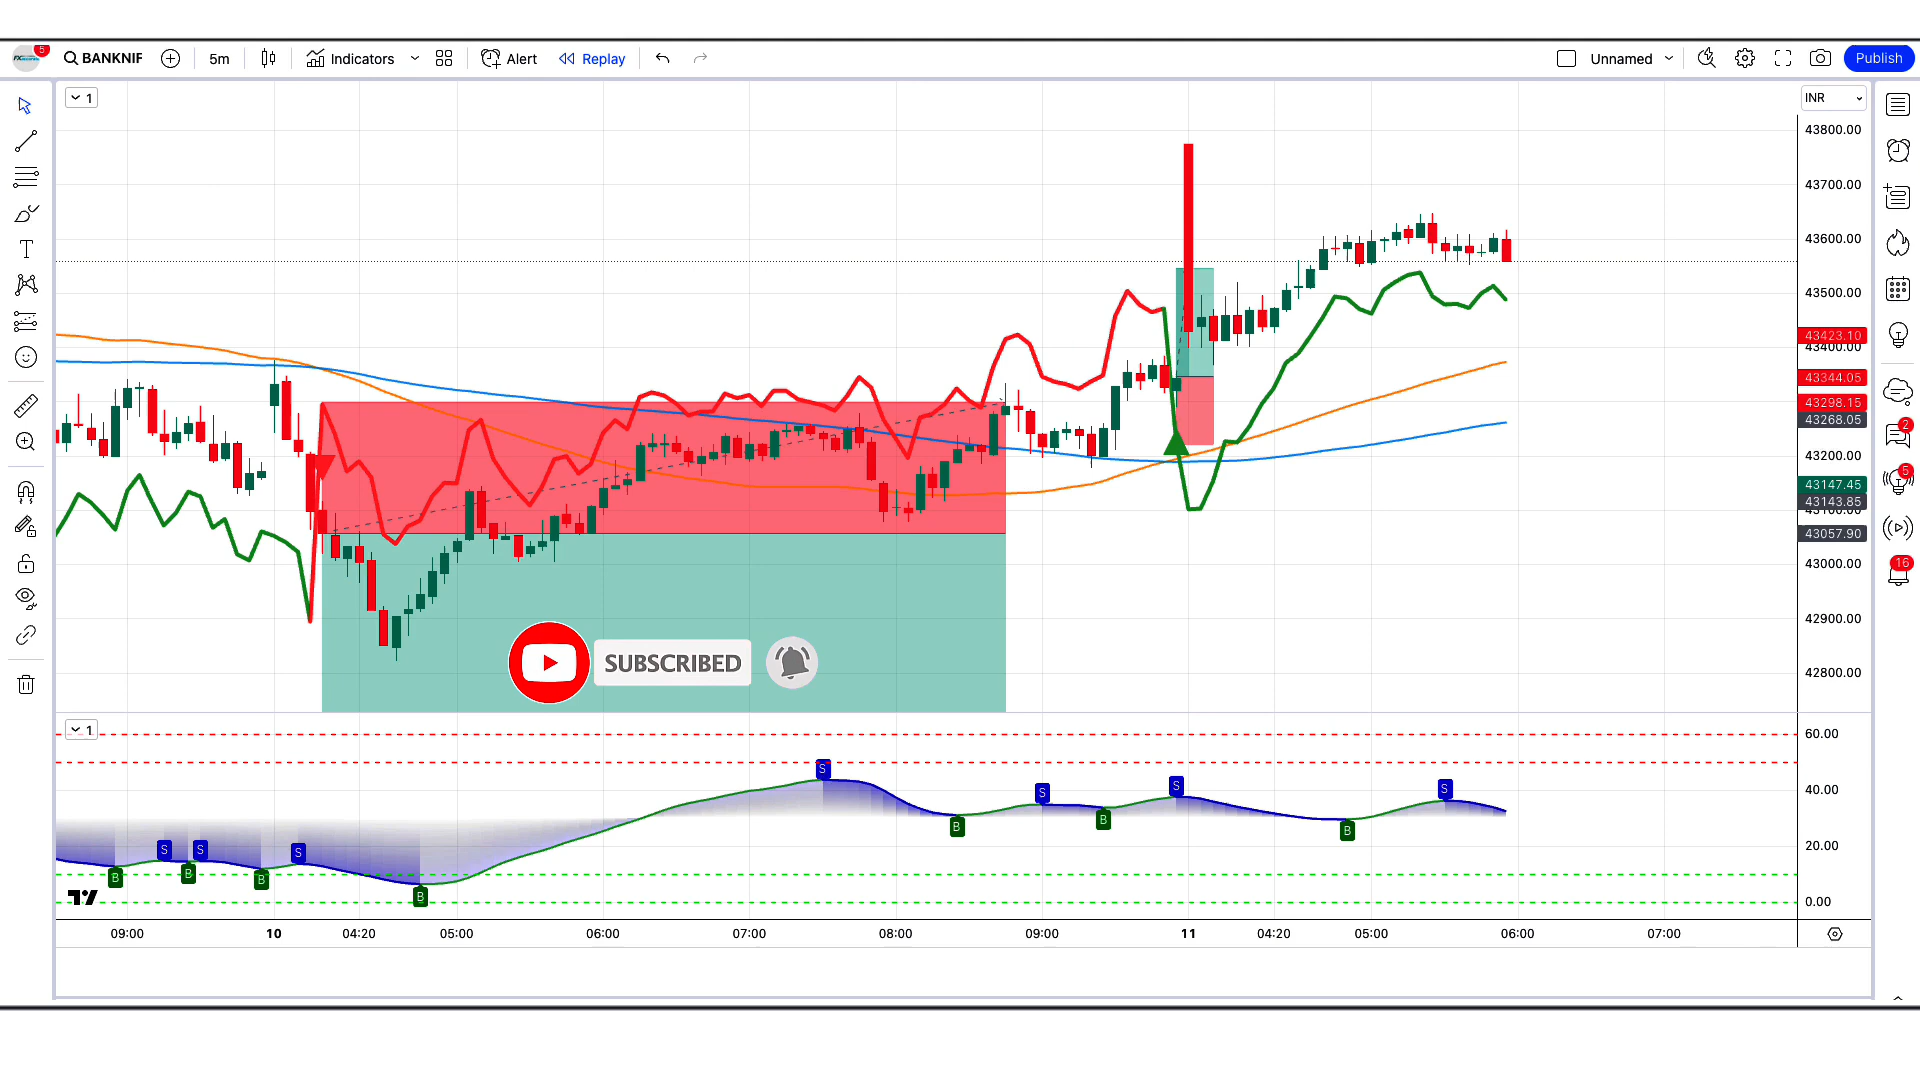 5
BANKNIF
5m
Indicators
Alert
Replay
Unnamed
Publish
1
INR
43800.00
43700.00
43600.00
43500.00
43423.10
43400.00
43344.05
43298.15
43268.05
43200.00
43147.45
43143.85
43100.00
43057.90
43000.00
42900.00
42800.00
2
5
16
SUBSCRIBED
1
60.00
40.00
20.00
0.00
S
S
S
S
S
S
S
B
B
B
B
B
B
B
09:00
10
04:20
05:00
06:00
07:00
08:00
09:00
11
04:20
05:00
06:00
07:00